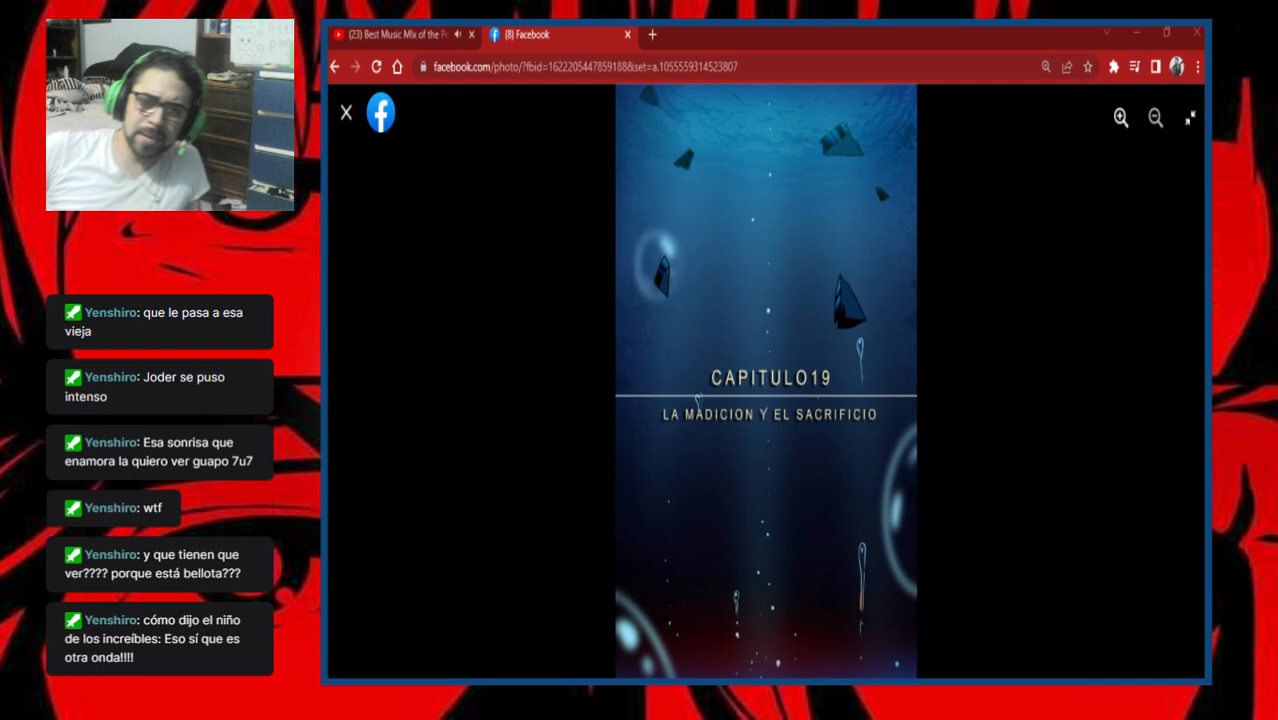 (23) Best Music MIx of the Po
(8) Facebook
facebook.com/photo/?fbid=1622205447859188&set=a.1055559314523807
CAPITULO19
LA MADICION Y EL SACRIFICIO
Yenshiro: que le pasa a esa
vieja
Yenshiro: Joder se puso
intenso
Yenshiro: Esa sonrisa que
enamora la quiero ver guapo 7u7
Yenshiro: wtf
Yenshiro: y que tienen que
ver???? porque está bellota???
Yenshiro: cómo dijo el niño
de los increíbles: Eso sí que es
otra onda!!!!